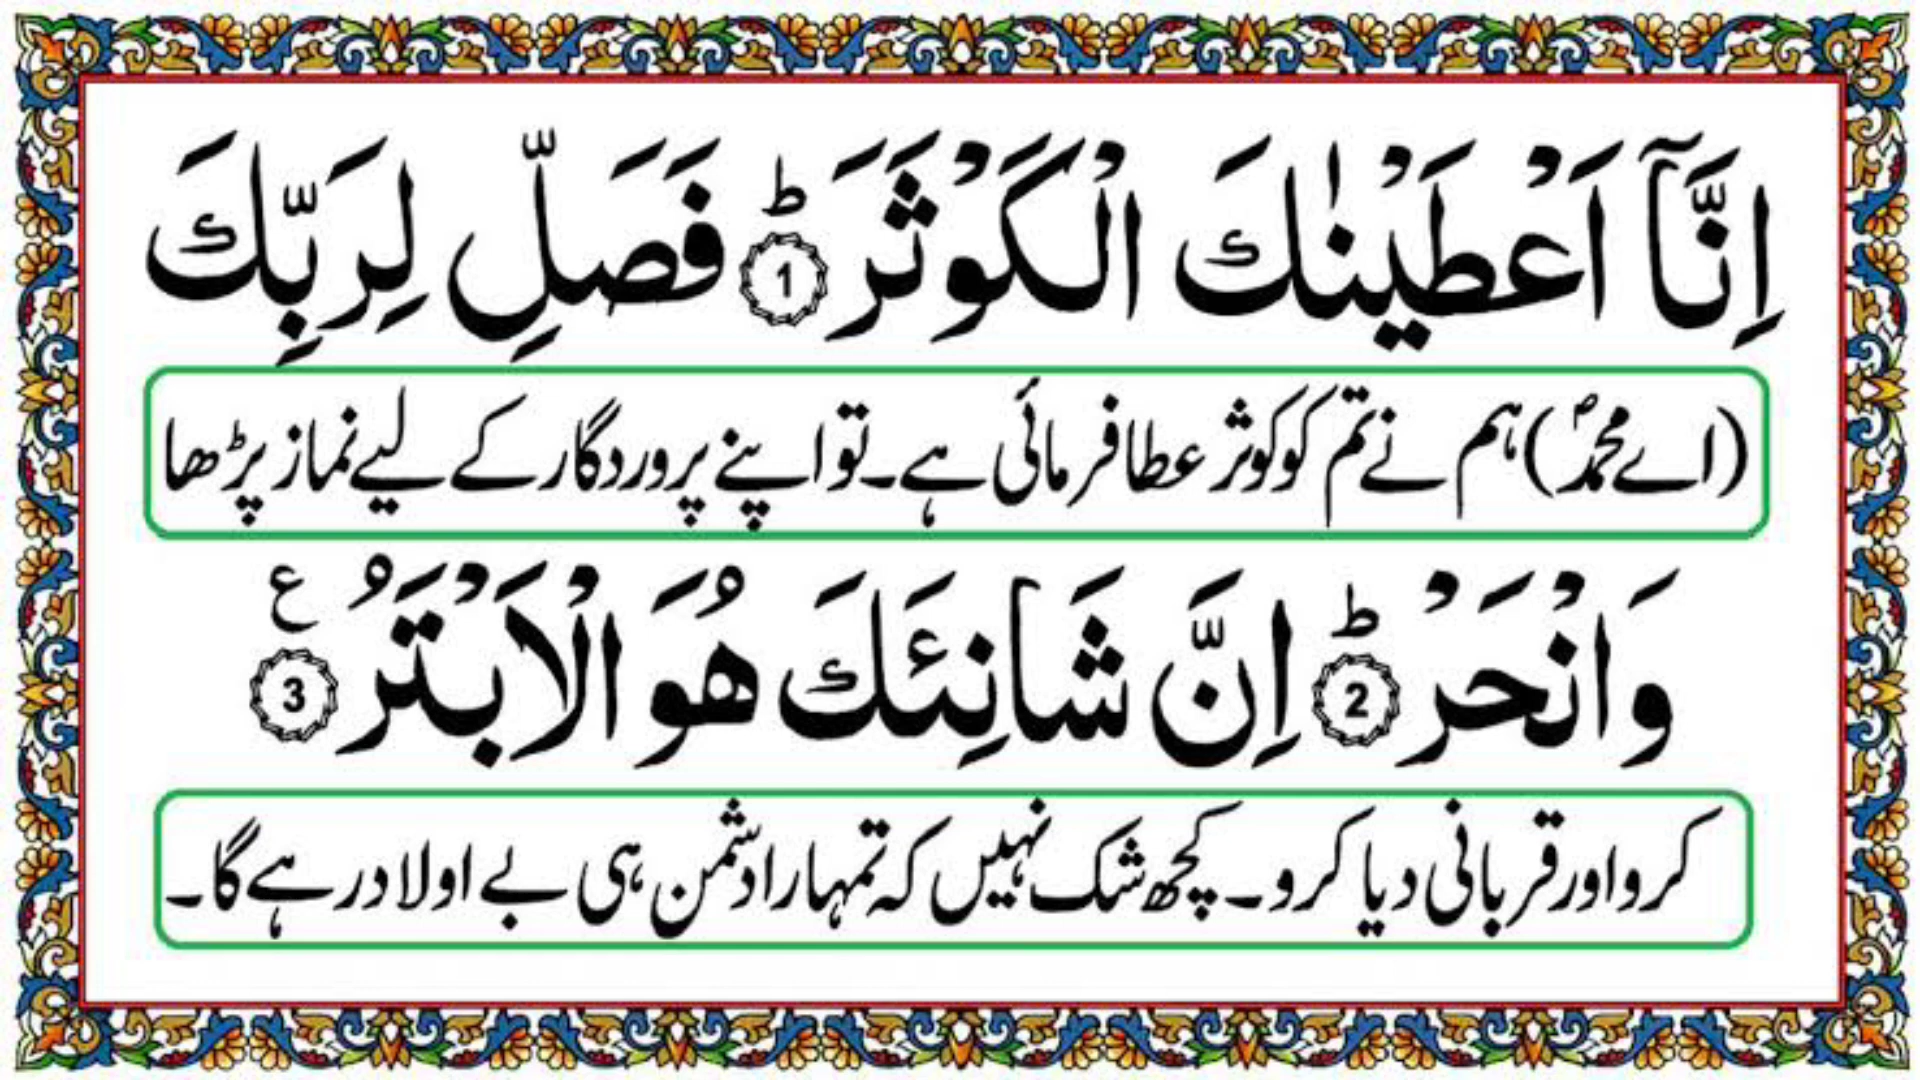 اِنَّاۤ اَعْطَيْنٰكَ الْكَوْثَرَ ؕ 1 فَصَلِّ لِرَبِّكَ
(اے محمدؐ) ہم نے تم کو کوثر عطا فرمائی ہے۔ تو اپنے پروردگار کے لیے نماز پڑھا
وَانْحَرْ ؕ 2 اِنَّ شَانِئَكَ هُوَ الْاَبْتَرُ ع 3
کرو اور قربانی دیا کرو۔ کچھ شک نہیں کہ تمہارا دشمن ہی بے اولاد رہے گا۔